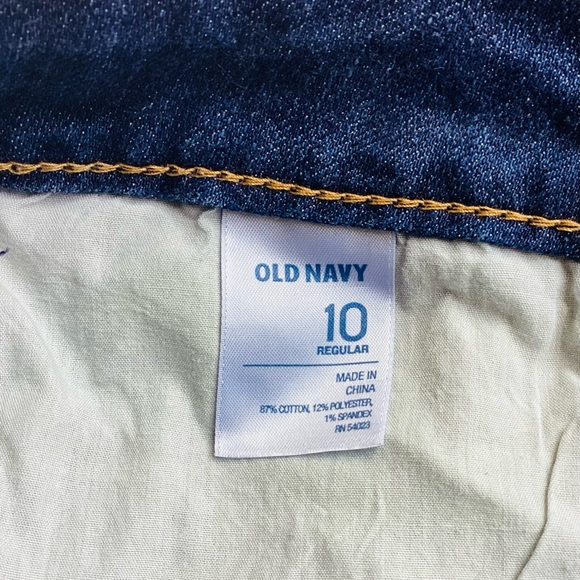 OLD NAVY
10
REGULAR
MADE IN
CHINA
87% COTTON, 12% POLYESTER,
1% SPANDEX
RN 54023